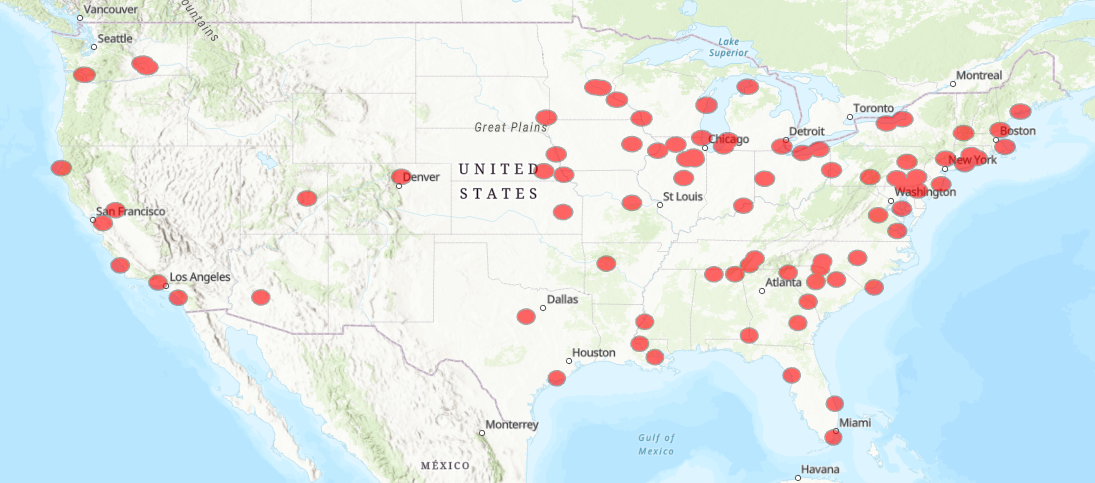 Vancouver
ountains
Seattle
Lake
Superior
Montreal
Toronto
Great Plains
Detroit
Chicago
Boston
Denver
UNITED
STATES
New York
Washington
St Louis
San Francisco
Los Angeles
Atlanta
Dallas
Houston
Monterrey
Miami
Gulf of
Mexico
MÉXICO
Havana